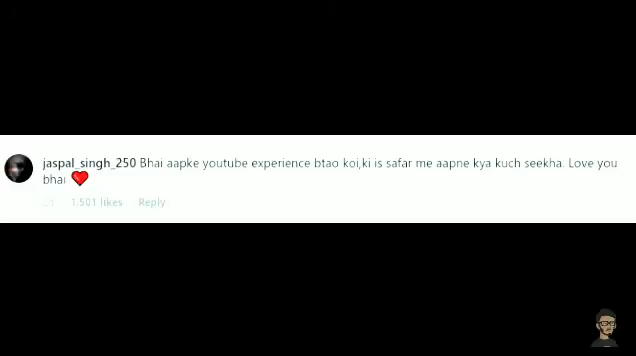 jaspal_singh_250 Bhai aapke youtube experience btao koi,ki is safar me aapne kya kuch seekha. Love you
bhai ❤
1,501 likes Reply